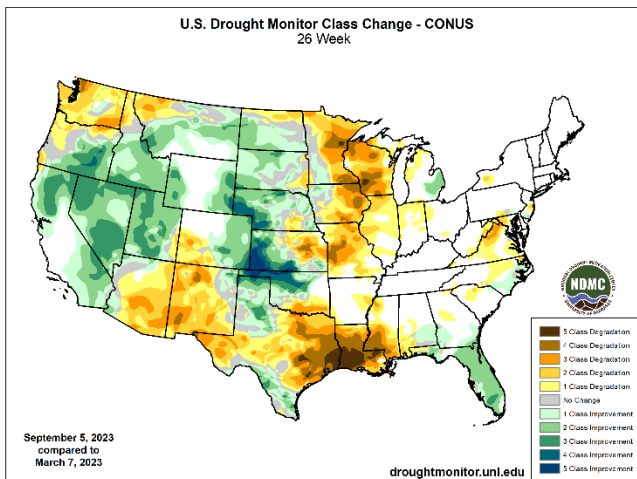 U.S. Drought Monitor Class Change - CONUS
26 Week
NDMC
5 Class Degradation
4 Class Degradation
3 Class Degradation
2 Class Degradation
1 Class Degradation
No Change
1 Class Improvement
2 Class Improvement
3 Class Improvement
4 Class Improvement
5 Class Improvement
September 5, 2023
compared to
March 7, 2023
droughtmonitor.unl.edu